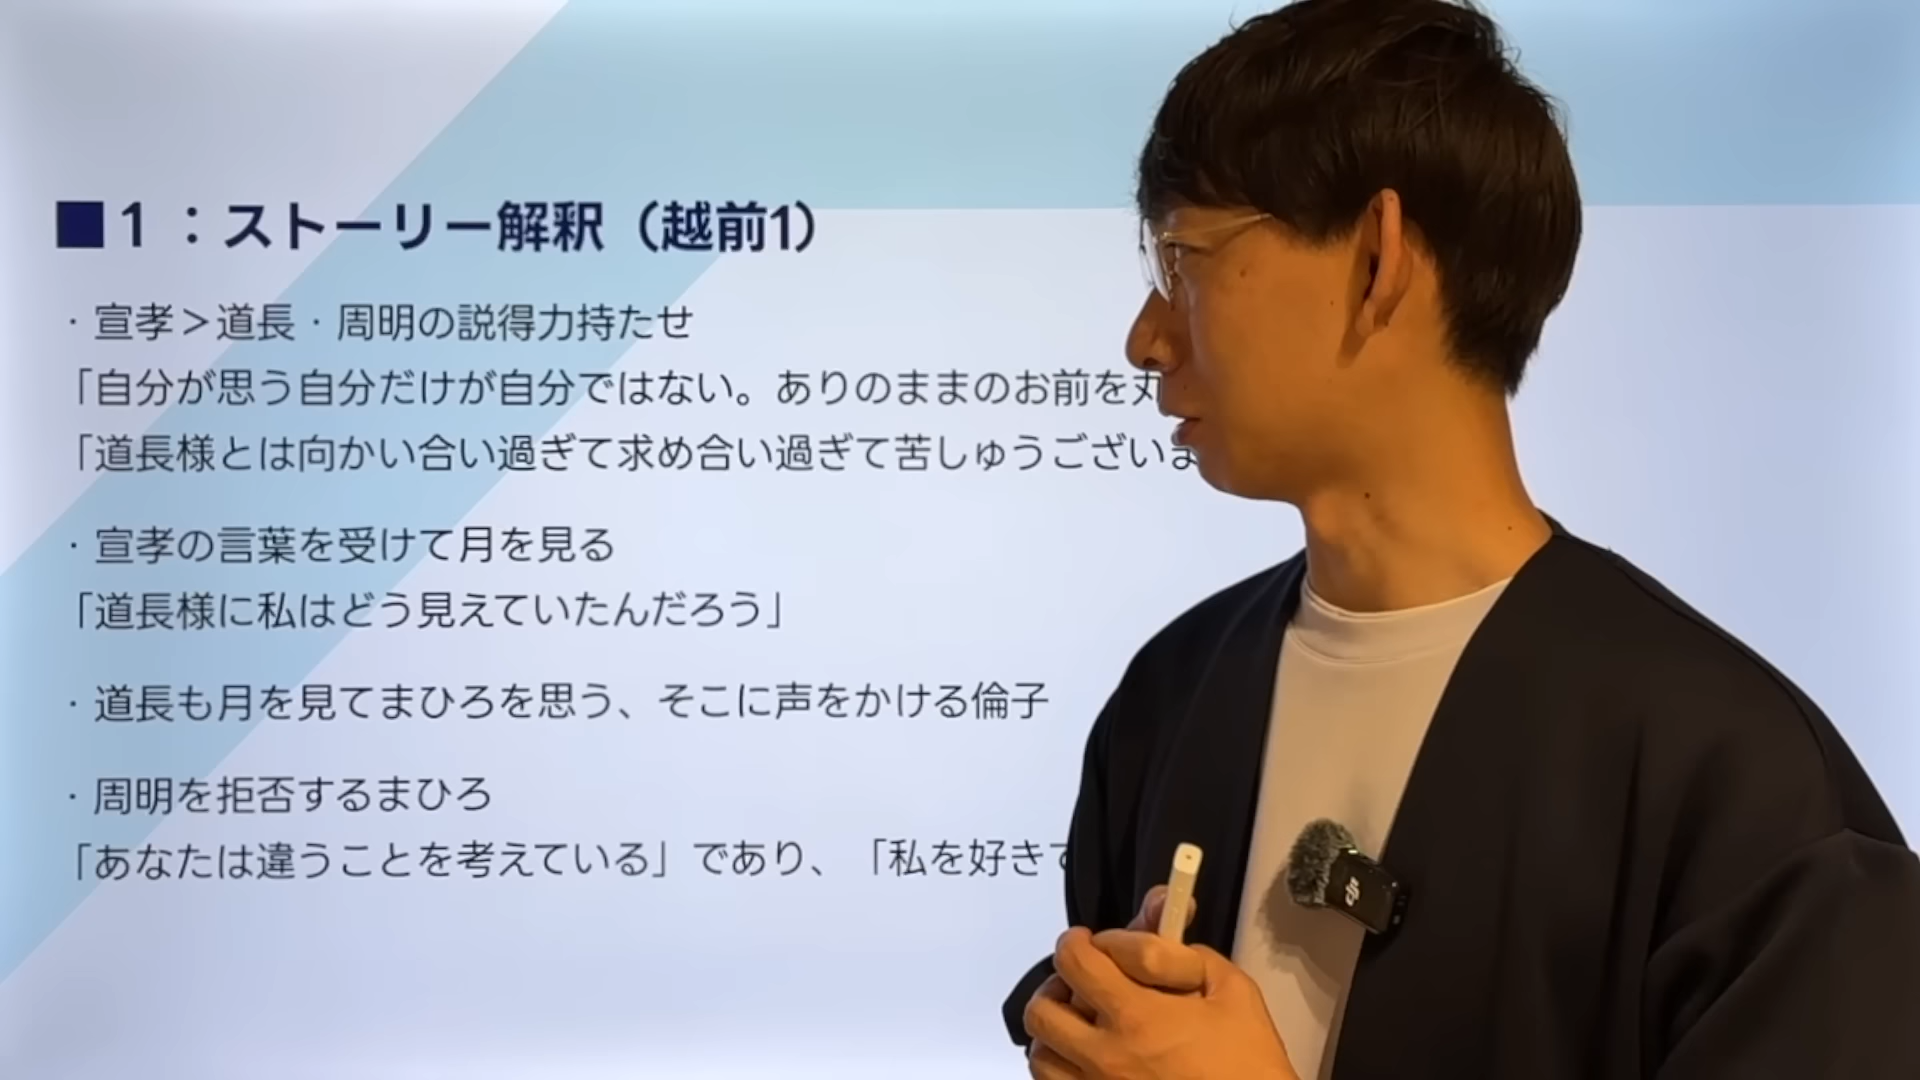 ■1：ストーリー解釈（越前1）
・宣孝＞道長・周明の説得力持たせ
「自分が思う自分だけが自分ではない。ありのままのお前を丸
「道長様とは向かい合い過ぎて求め合い過ぎて苦しゅうございま
・宣孝の言葉を受けて月を見る
「道長様に私はどう見えていたんだろう」
・道長も月を見てまひろを思う、そこに声をかける倫子
・周明を拒否するまひろ
「あなたは違うことを考えている」であり、「私を好きで
dji